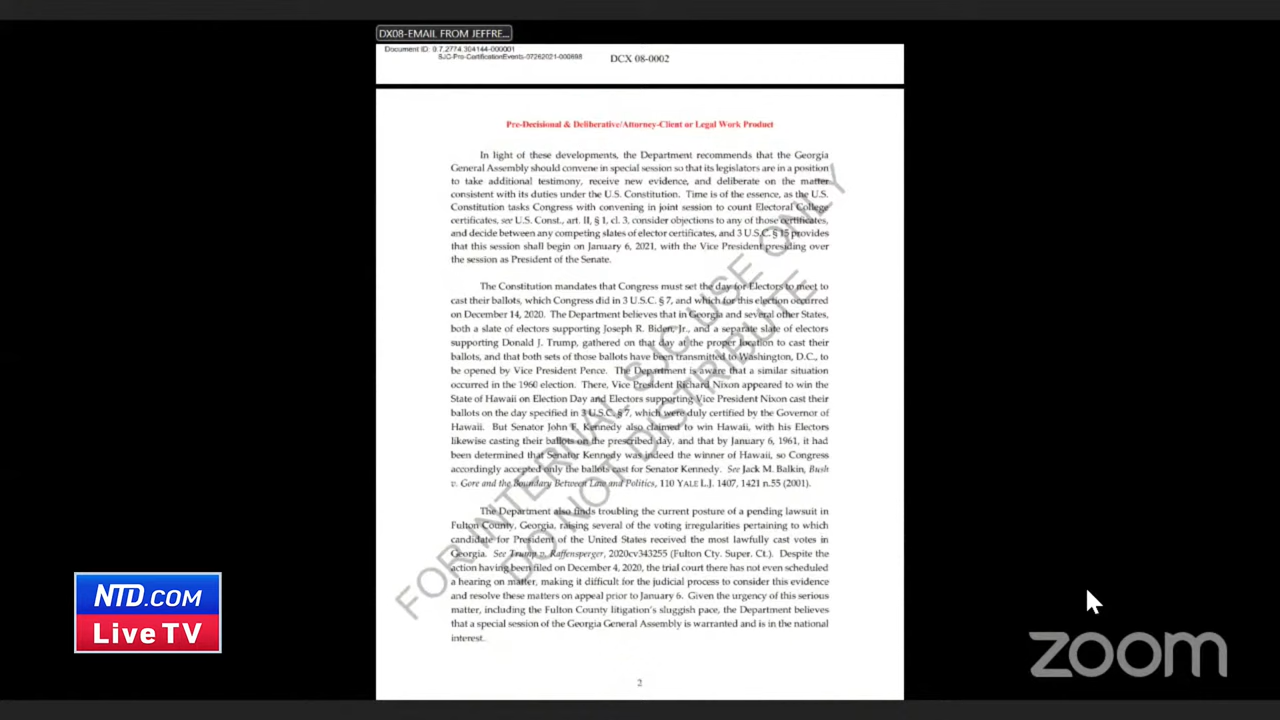 DX08-EMAIL FROM JEFFRE...
Document ID: 0.7.2774.304144-000001
SJC-Pre-CertificationEvents-07262021-000698
DCX 08-0002
Pre-Decisional & Deliberative/Attorney-Client or Legal Work Product
In light of these developments, the Department recommends that the Georgia
General Assembly should convene in special session so that its legislators are in a position
to take additional testimony, receive new evidence, and deliberate on the matter
consistent with its duties under the U.S. Constitution. Time is of the essence, as the U.S.
Constitution tasks Congress with convening in joint session to count Electoral College
certificates, see U.S. Const., art. II, § 1, cl. 3, consider objections to any of those certificates,
and decide between any competing slates of elector certificates, and 3 U.S.C. § 15 provides
that this session shall begin on January 6, 2021, with the Vice President presiding over
the session as President of the Senate.
The Constitution mandates that Congress must set the day for Electors to meet to
cast their ballots, which Congress did in 3 U.S.C. § 7, and which for this election occurred
on December 14, 2020. The Department believes that in Georgia and several other States,
both a slate of electors supporting Joseph R. Biden, Jr., and a separate slate of electors
supporting Donald J. Trump, gathered on that day at the proper location to cast their
ballots, and that both sets of those ballots have been transmitted to Washington, D.C., to
be opened by Vice President Pence. The Department is aware that a similar situation
occurred in the 1960 election. There, Vice President Richard Nixon appeared to win the
State of Hawaii on Election Day and Electors supporting Vice President Nixon cast their
ballots on the day specified in 3 U.S.C. § 7, which were duly certified by the Governor of
Hawaii. But Senator John F. Kennedy also claimed to win Hawaii, with his Electors
likewise casting their ballots on the prescribed day, and that by January 6, 1961, it had
been determined that Senator Kennedy was indeed the winner of Hawaii, so Congress
accordingly accepted only the ballots cast for Senator Kennedy. See Jack M. Balkin, Bush
v. Gore and the Boundary Between Law and Politics, 110 YALE L.J. 1407, 1421 n.55 (2001).
The Department also finds troubling the current posture of a pending lawsuit in
Fulton County, Georgia, raising several of the voting irregularities pertaining to which
candidate for President of the United States received the most lawfully cast votes in
Georgia. See Trump v. Raffensperger, 2020cv343255 (Fulton Cty. Super. Ct.). Despite the
action having been filed on December 4, 2020, the trial court there has not even scheduled
a hearing on matter, making it difficult for the judicial process to consider this evidence
and resolve these matters on appeal prior to January 6. Given the urgency of this serious
matter, including the Fulton County litigation's sluggish pace, the Department believes
that a special session of the Georgia General Assembly is warranted and is in the national
interest.
2
FOR INTERNAL SJC USE ONLY
DO NOT DISTRIBUTE
NTD.COM
Live TV
zoom